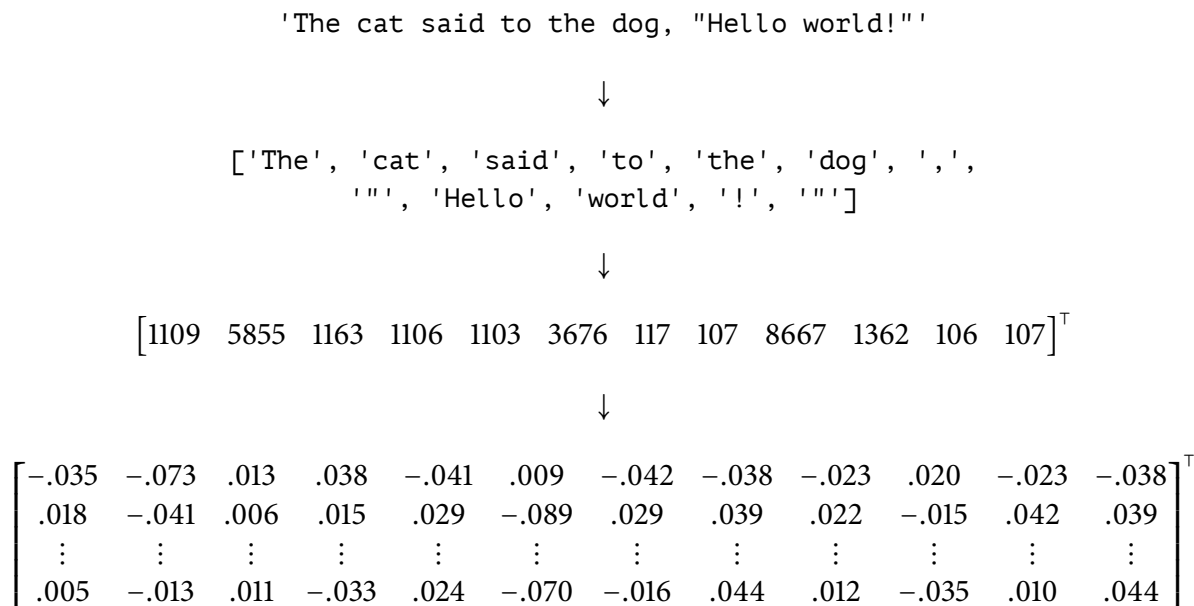 'The cat said to the dog, "Hello world!"'
↓
['The', 'cat', 'said', 'to', 'the', 'dog', ',',
'"', 'Hello', 'world', '!', '"']
↓
[1109 5855 1163 1106 1103 3676 117 107 8667 1362 106 107]⊤
↓
[−.035 −.073 .013 .038 −.041 .009 −.042 −.038 −.023 .020 −.023 −.038]⊤
.018 −.041 .006 .015 .029 −.089 .029 .039 .022 −.015 .042 .039
⋮ ⋮ ⋮ ⋮ ⋮ ⋮ ⋮ ⋮ ⋮ ⋮ ⋮ ⋮
.005 −.013 .011 −.033 .024 −.070 −.016 .044 .012 −.035 .010 .044